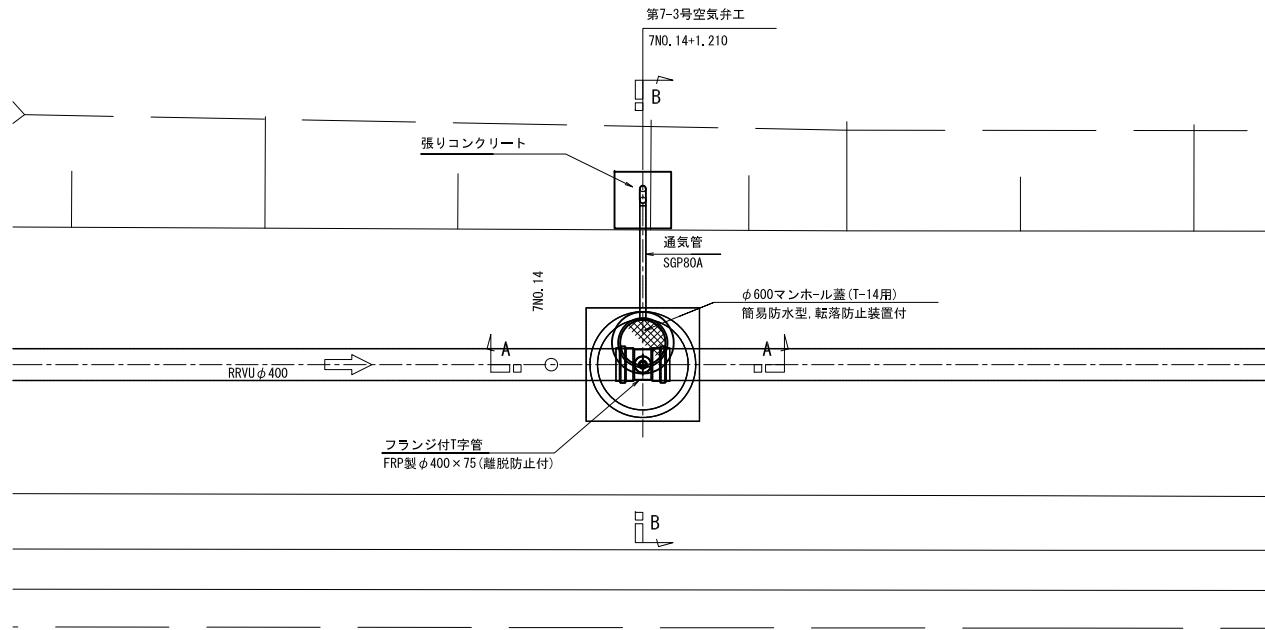 第7-3号空気弁工
7NO.14+1.210
B
張りコンクリート
通気管
SGP80A
7NO.14
φ600マンホール蓋(T-14用)
簡易防水型,転落防止装置付
A
A
RRVUφ400
フランジ付T字管
FRP製φ400×75(離脱防止付)
B